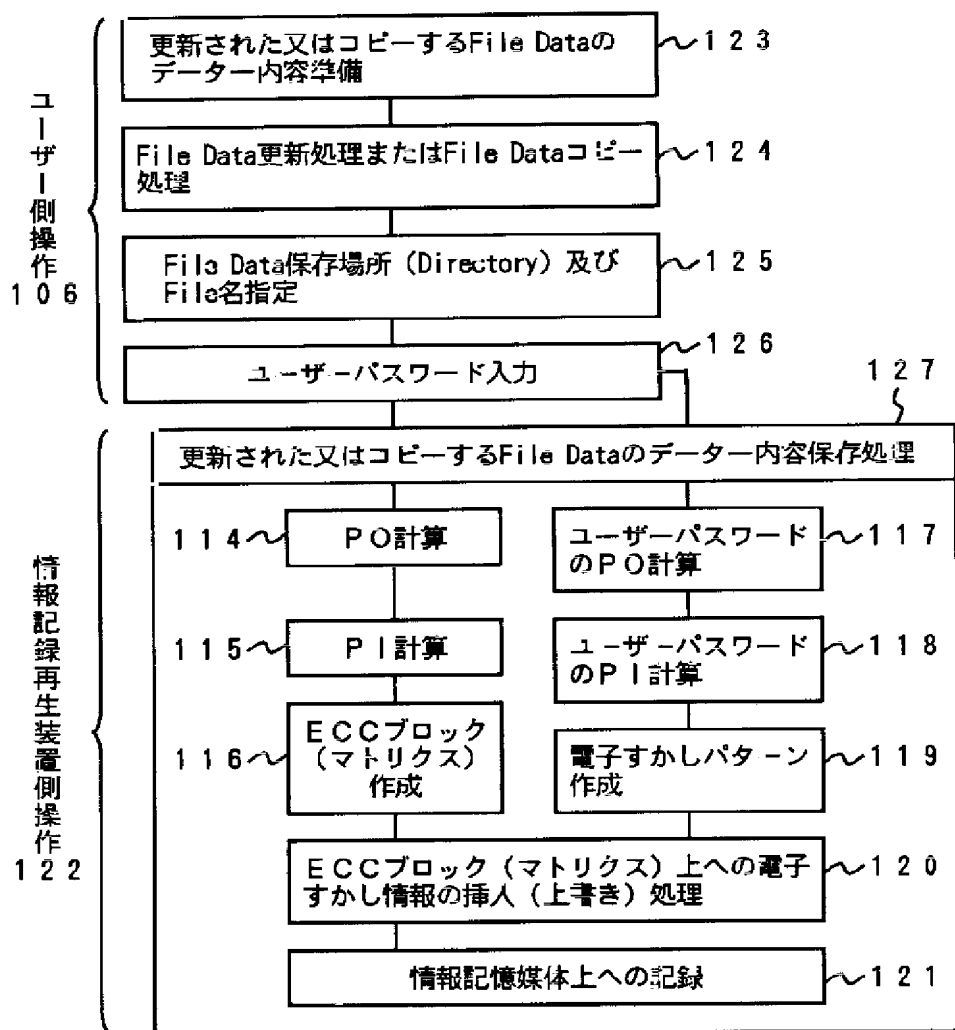 更新された又はコピーするFile Dataの
データー内容準備
123
File Data更新処理またはFile Dataコピー
処理
124
File Data保存場所（Directory）及び
File名指定
125
ユーザーパスワード入力
126
ユーザー側操作
106
127
更新された又はコピーするFile Dataのデーター内容保存処理
114
ＰＯ計算
ユーザーパスワード
のＰＯ計算
117
115
ＰＩ計算
ユーザーパスワード
のＰＩ計算
118
116
ＥＣＣブロック
（マトリクス）
作成
電子すかしパターン
作成
119
ＥＣＣブロック（マトリクス）上への電子
すかし情報の挿入（上書き）処理
120
情報記憶媒体上への記録
121
情報記録再生装置側操作
122